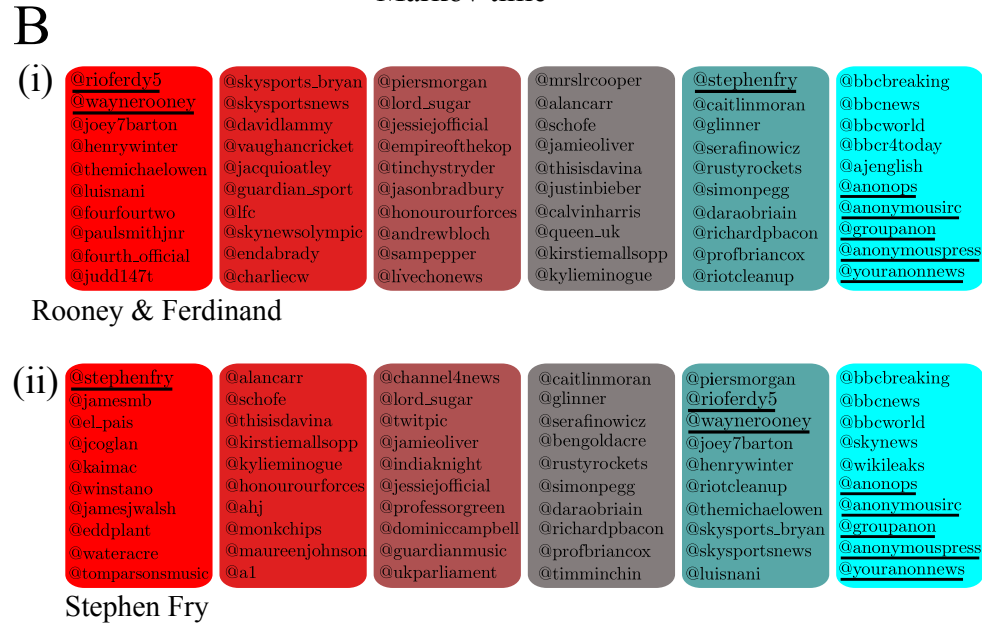 Markov time
B
(i)
@rioferdy5
@waynerooney
@joey7barton
@henrywinter
@themichaelowen
@luisnani
@fourfourtwo
@paulsmithjnr
@fourth_official
@judd147t
@skysports_bryan
@skysportsnews
@davidlammy
@vaughancricket
@jacquioatley
@guardian_sport
@lfc
@skynewsolympic
@endabrady
@charliecw
@piersmorgan
@lord_sugar
@jessiejofficial
@empireofthekop
@tinchystryder
@jasonbradbury
@honourourforces
@andrewbloch
@sampepper
@livechonews
@mrslrcooper
@alancarr
@schofe
@jamieoliver
@thisisdavina
@justinbieber
@calvinharris
@queen_uk
@kirstiemallsopp
@kylieminogue
@stephenfry
@caitlinmoran
@glinner
@serafinowicz
@rustyrockets
@simonpegg
@daraobriain
@richardpbacon
@profbriancox
@riotcleanup
@bbcbreaking
@bbcnews
@bbcworld
@bbcr4today
@ajenglish
@anonops
@anonymousirc
@groupanon
@anonymouspress
@youranonnews
Rooney & Ferdinand
(ii)
@stephenfry
@jamesmb
@el_pais
@jcoglan
@kaimac
@winstano
@jamesjwalsh
@eddplant
@wateracre
@tomparsonsmusic
@alancarr
@schofe
@thisisdavina
@kirstiemallsopp
@kylieminogue
@honourourforces
@ahj
@monkchips
@maureenjohnson
@a1
@channel4news
@lord_sugar
@twitpic
@jamieoliver
@indiaknight
@jessiejofficial
@professorgreen
@dominiccampbell
@guardianmusic
@ukparliament
@caitlinmoran
@glinner
@serafinowicz
@bengoldacre
@rustyrockets
@simonpegg
@daraobriain
@richardpbacon
@profbriancox
@timminchin
@piersmorgan
@rioferdy5
@waynerooney
@joey7barton
@henrywinter
@riotcleanup
@themichaelowen
@skysports_bryan
@skysportsnews
@luisnani
@bbcbreaking
@bbcnews
@bbcworld
@skynews
@wikileaks
@anonops
@anonymousirc
@groupanon
@anonymouspress
@youranonnews
Stephen Fry